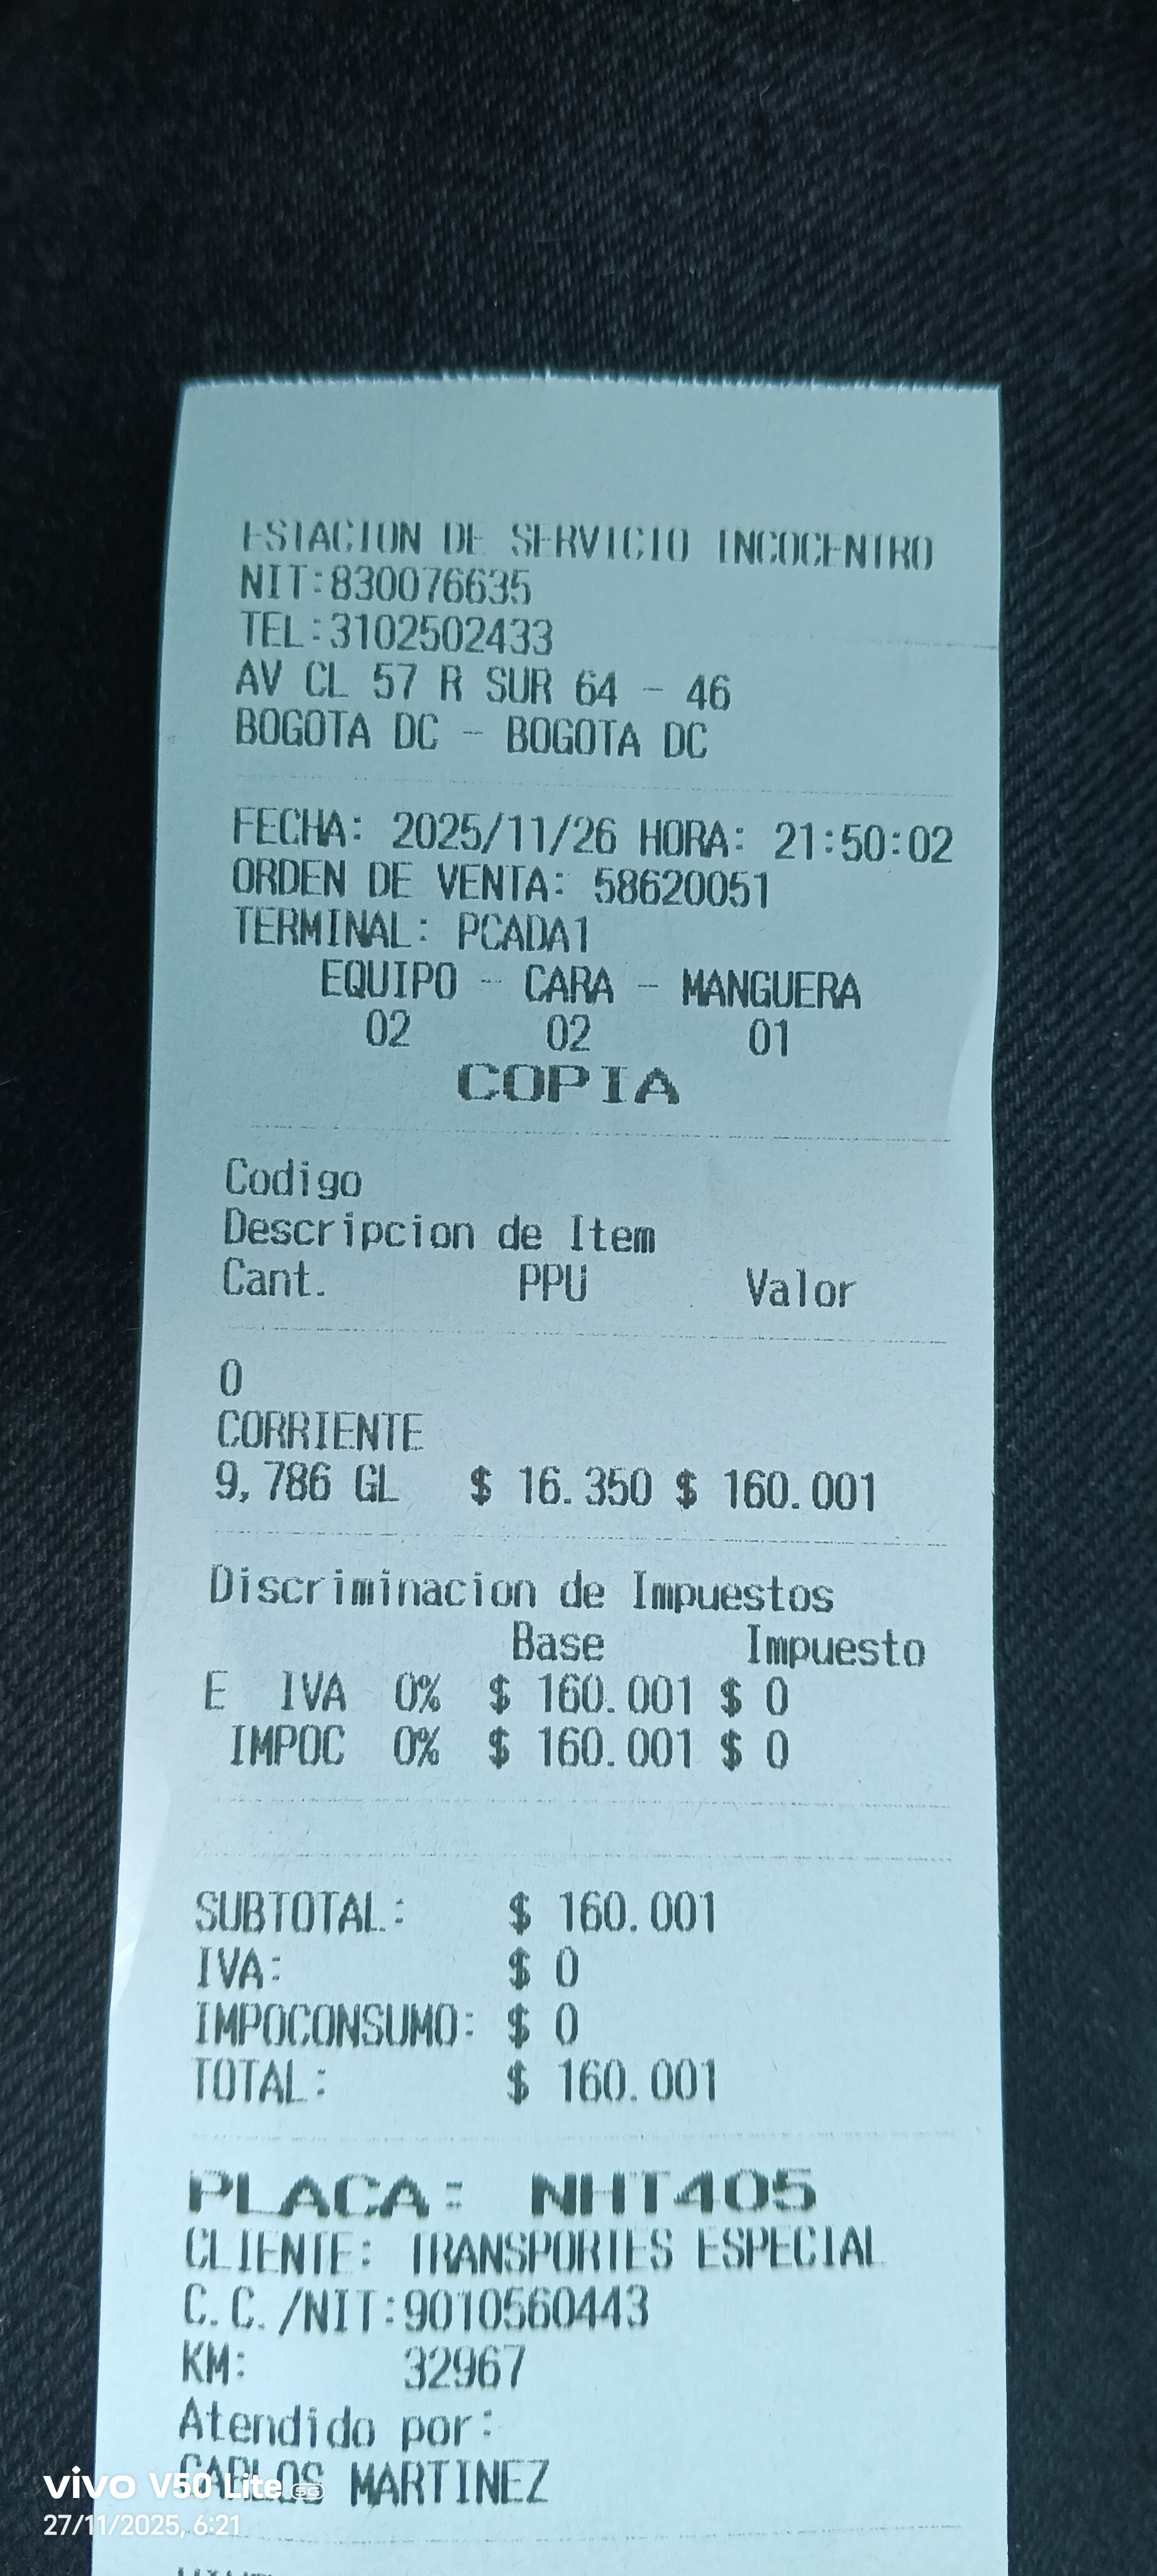 ESTACION DE SERVICIO INCOCENTRO
NIT:830076635
TEL:3102502433
AV CL 57 R SUR 64 - 46
BOGOTA DC - BOGOTA DC
FECHA: 2025/11/26 HORA: 21:50:02
ORDEN DE VENTA: 58620051
TERMINAL: PCADA1
EQUIPO - CARA - MANGUERA
02 02 01
COPIA
Codigo
Descripcion de Item
Cant. PPU Valor
0
CORRIENTE
9,786 GL $ 16.350 $ 160.001
Discriminacion de Impuestos
Base Impuesto
E IVA 0% $ 160.001 $ 0
IMPOC 0% $ 160.001 $ 0
SUBTOTAL: $ 160.001
IVA: $ 0
IMPOCONSUMO: $ 0
TOTAL: $ 160.001
PLACA: NHT405
CLIENTE: TRANSPORTES ESPECIAL
C.C./NIT:9010560443
KM: 32967
Atendido por:
CARLOS MARTINEZ
vivo V50 Lite 5G
27/11/2025, 6:21